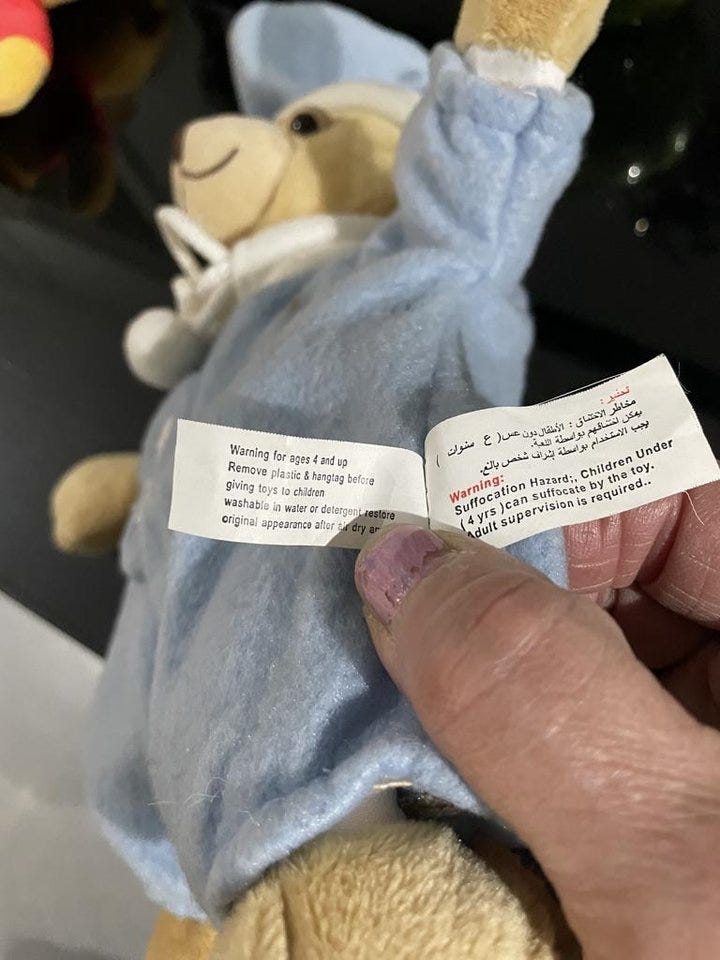 Warning for ages 4 and up
Remove plastic & hangtag before
giving toys to children
washable in water or detergent restore
original appearance after air dry
تحذير:
مخاطر الاختناق : الأطفال دون
( ٤ سنوات )
يمكن اختناقهم بواسطة اللعبة.
يجب الاستخدام بواسطة إشراف شخص بالغ.
Warning:
Suffocation Hazard;, Children Under
( 4 yrs )can suffocate by the toy.
Adult supervision is required..